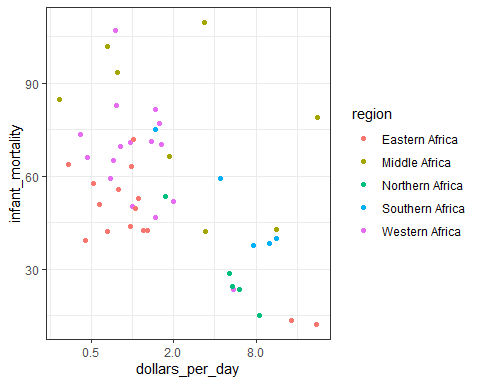 infant_mortality
90
60
30
0.5 2.0 8.0
dollars_per_day
region
Eastern Africa
Middle Africa
Northern Africa
Southern Africa
Western Africa